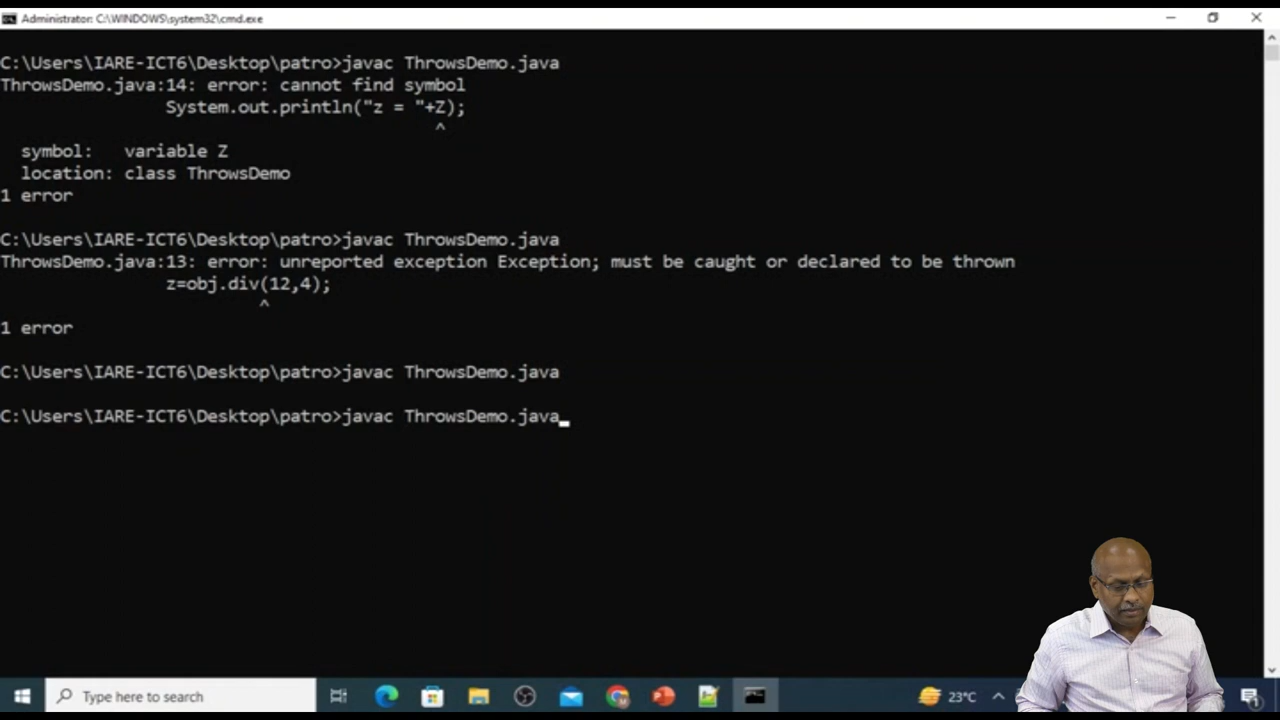 Administrator: C:\WINDOWS\system32\cmd.exe
C:\Users\IARE-ICT6\Desktop\patro>javac ThrowsDemo.java
ThrowsDemo.java:14: error: cannot find symbol
System.out.println("z = "+Z);
^
symbol: variable Z
location: class ThrowsDemo
1 error
C:\Users\IARE-ICT6\Desktop\patro>javac ThrowsDemo.java
ThrowsDemo.java:13: error: unreported exception Exception; must be caught or declared to be thrown
z=obj.div(12,4);
^
1 error
C:\Users\IARE-ICT6\Desktop\patro>javac ThrowsDemo.java
C:\Users\IARE-ICT6\Desktop\patro>javac ThrowsDemo.java
Type here to search
23°C